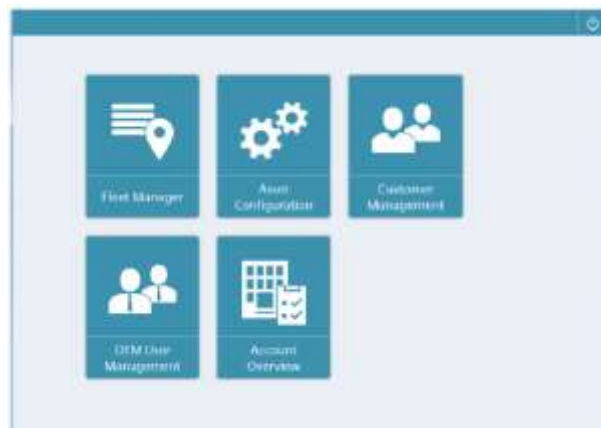 Fleet Manager
Asset
Configuration
Customer
Management
OEM User
Management
Account
Overview